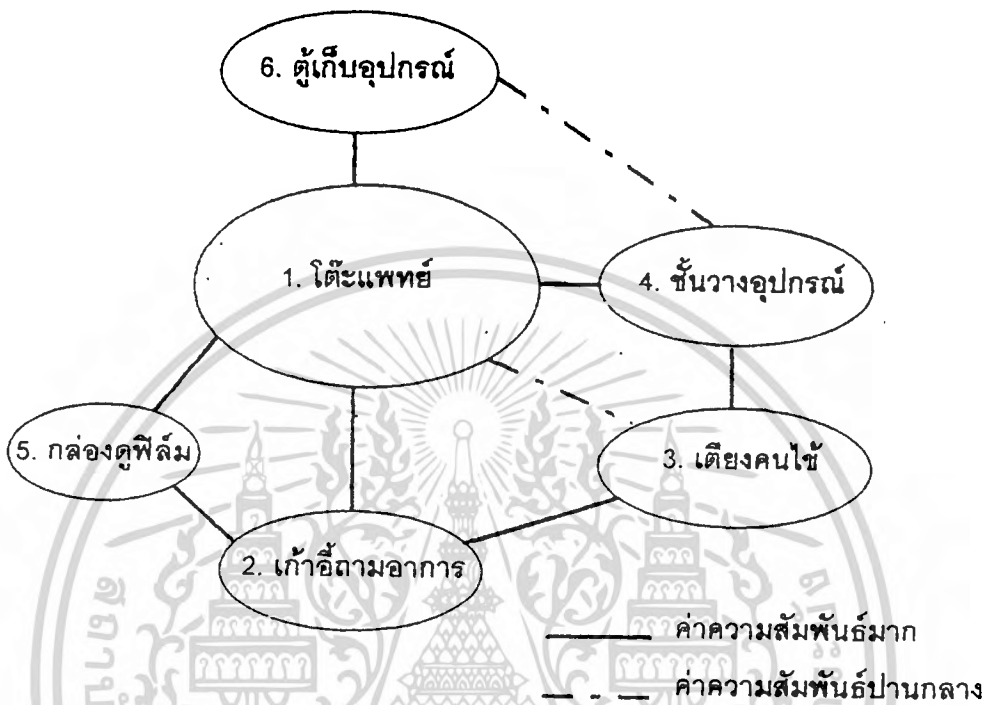 6. ตู้เก็บอุปกรณ์
1. โต๊ะแพทย์
4. ชั้นวางอุปกรณ์
5. กล่องดูฟิล์ม
3. เตียงคนไข้
2. เก้าอี้ถามอาการ
ค่าความสัมพันธ์มาก
ค่าความสัมพันธ์ปานกลาง